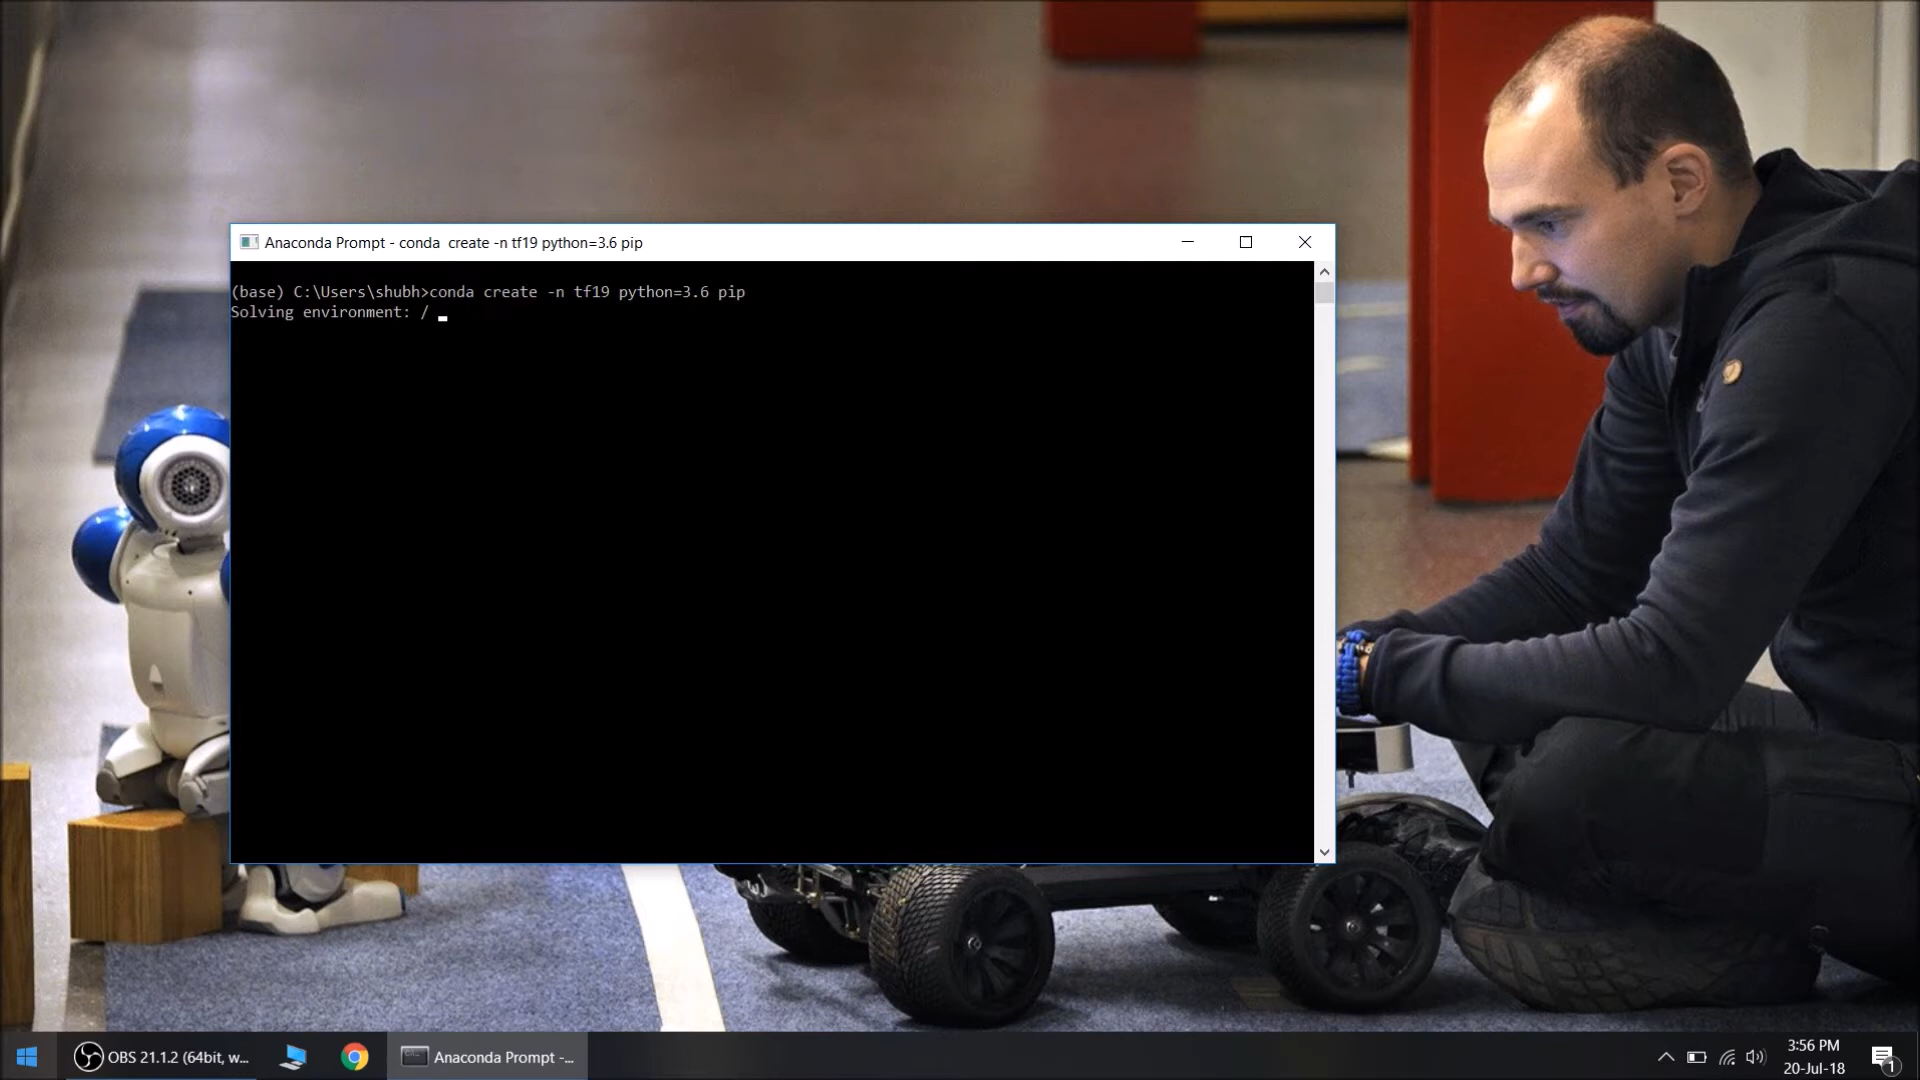 Anaconda Prompt - conda  create -n tf19 python=3.6 pip
(base) C:\Users\shubh>conda create -n tf19 python=3.6 pip
Solving environment: /
OBS 21.1.2 (64bit, w...
Anaconda Prompt -...
3:56 PM
20-Jul-18
1